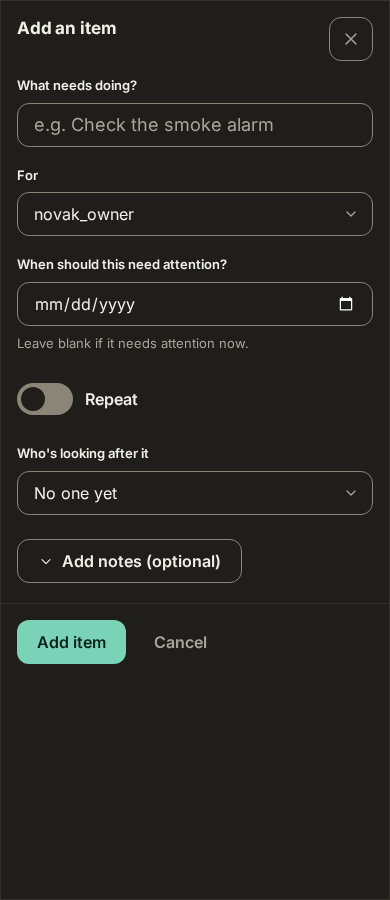 Add an item
What needs doing?
e.g. Check the smoke alarm
For
novak_owner
When should this need attention?
mm/dd/yyyy
Leave blank if it needs attention now.
Repeat
Who's looking after it
No one yet
Add notes (optional)
Add item
Cancel